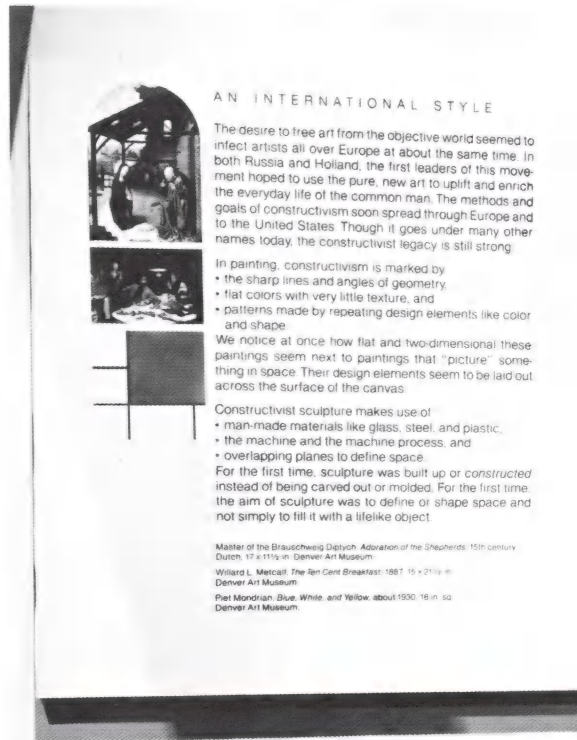 AN INTERNATIONAL STYLE
The desire to free art from the objective world seemed to
infect artists all over Europe at about the same time. In
both Russia and Holland, the first leaders of this move-
ment hoped to use the pure, new art to uplift and enrich
the everyday life of the common man. The methods and
goals of constructivism soon spread through Europe and
to the United States. Though it goes under many other
names today, the constructivist legacy is still strong.
In painting, constructivism is marked by
• the sharp lines and angles of geometry,
• flat colors with very little texture, and
• patterns made by repeating design elements like color
and shape.
We notice at once how flat and two-dimensional these
paintings seem next to paintings that "picture" some-
thing in space. Their design elements seem to be laid out
across the surface of the canvas.
Constructivist sculpture makes use of
• man-made materials like glass, steel, and plastic,
• the machine and the machine process, and
• overlapping planes to define space.
For the first time, sculpture was built up or constructed
instead of being carved out or molded. For the first time,
the aim of sculpture was to define or shape space and
not simply to fill it with a lifelike object.
Master of the Brauschweig Diptych. Adoration of the Shepherds. 15th century
Dutch, 17 x 11½ in. Denver Art Museum.
Willard L. Metcalf. The Ten Cent Breakfast. 1887. 15 x in.
Denver Art Museum.
Piet Mondrian. Blue, White, and Yellow, about 1930. 18 in. sq.
Denver Art Museum.